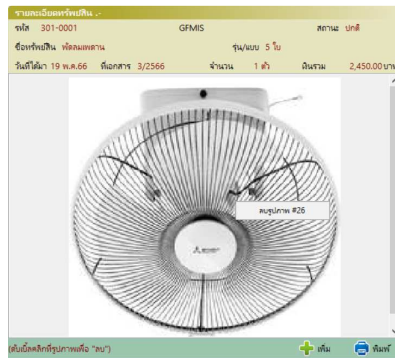 รายละเอียดทรัพย์สิน .-
รหัส 301-0001 GFMIS สถานะ ปกติ
ชื่อทรัพย์สิน พัดลมเพดาน รุ่น/แบบ 5 ใบ
วันที่ได้มา 19 พ.ค.66 ที่เอกสาร 3/2566 จำนวน 1 ตัว เงินรวม 2,450.00 บาท
ลบรูปภาพ #26
(ดับเบิ้ลคลิกที่รูปภาพเพื่อ "ลบ") เพิ่ม พิมพ์